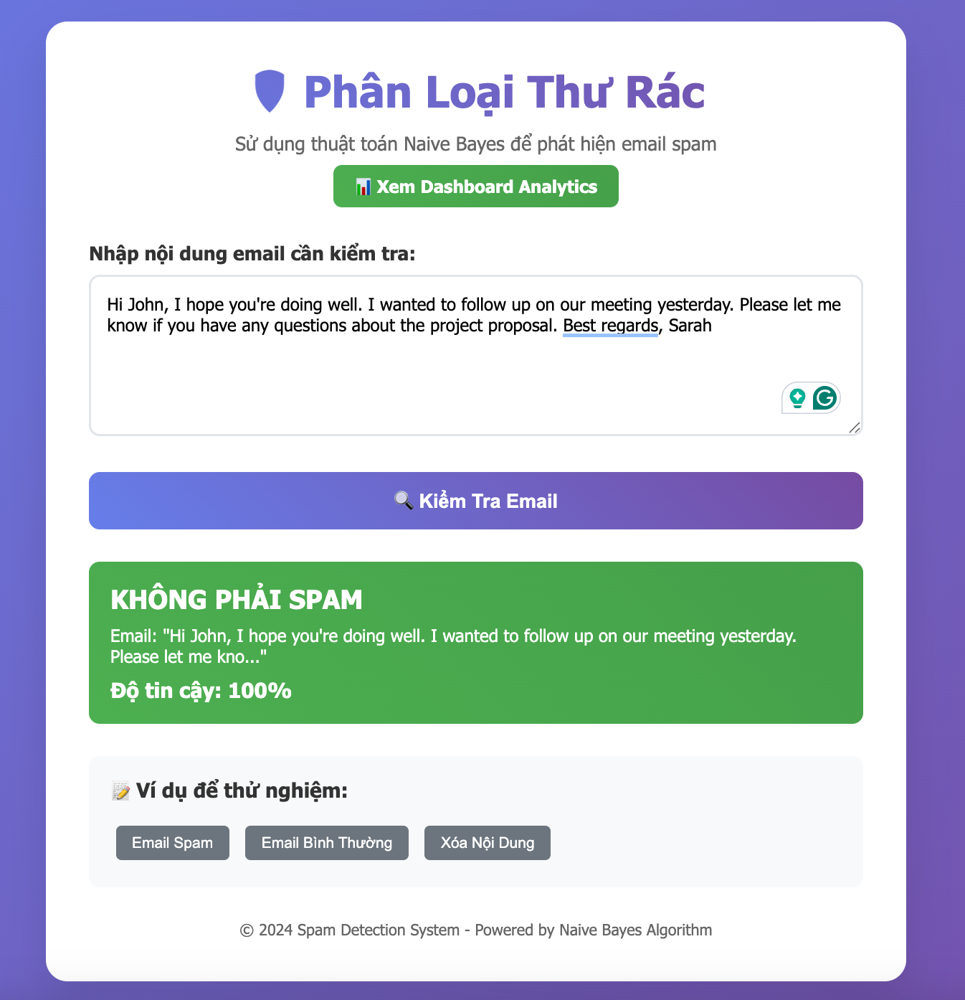 Phân Loại Thư Rác
Sử dụng thuật toán Naive Bayes để phát hiện email spam
Xem Dashboard Analytics
Nhập nội dung email cần kiểm tra:
Hi John, I hope you're doing well. I wanted to follow up on our meeting yesterday. Please let me
know if you have any questions about the project proposal. Best regards, Sarah
Kiểm Tra Email
KHÔNG PHẢI SPAM
Email: "Hi John, I hope you're doing well. I wanted to follow up on our meeting yesterday.
Please let me kno..."
Độ tin cậy: 100%
Ví dụ để thử nghiệm:
Email Spam
Email Bình Thường
Xóa Nội Dung
© 2024 Spam Detection System - Powered by Naive Bayes Algorithm